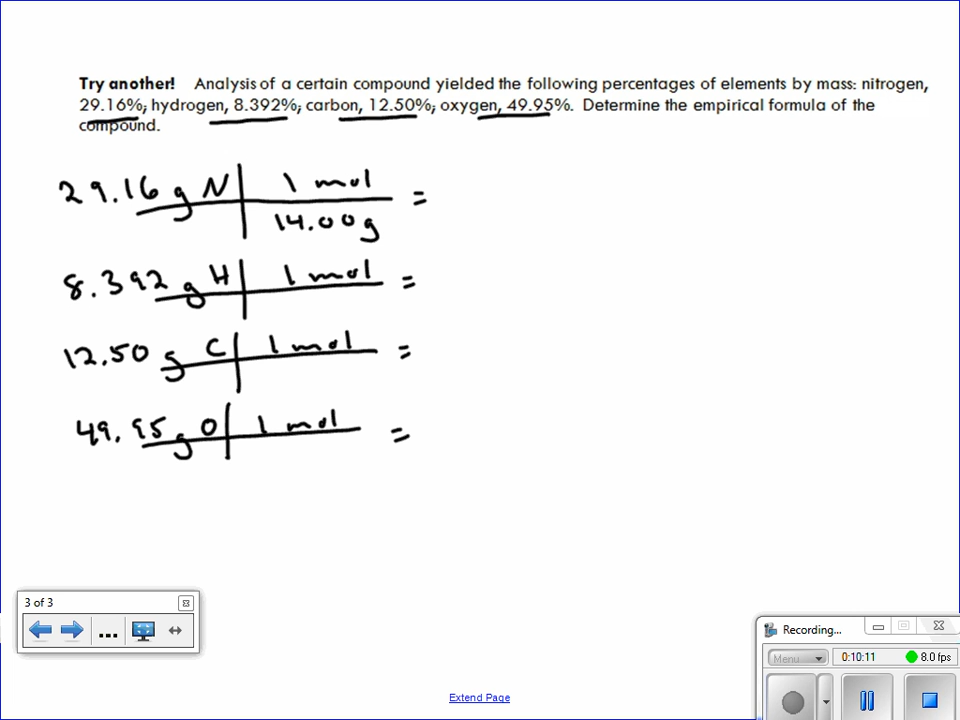 Try another! Analysis of a certain compound yielded the following percentages of elements by mass: nitrogen,
29.16%; hydrogen, 8.392%; carbon, 12.50%; oxygen, 49.95%. Determine the empirical formula of the
compound.
29.16 g N 1 mol =
14.00g
8.392 g H 1 mol =
12.50 g C 1 mol =
49.95 g O 1 mol =
3 of 3
...
Recording...
Menu
0:10:11
8.0 fps
Extend Page